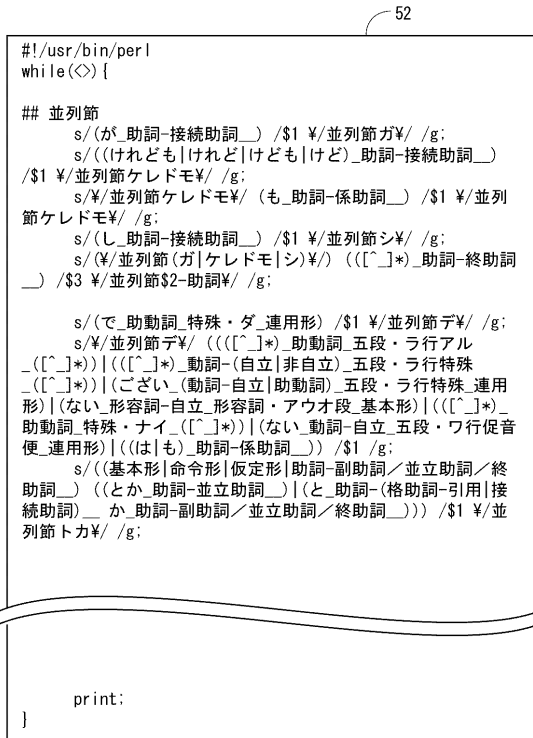 52
#!/usr/bin/perl
while(<>){
## 並列節
s/(が_助詞-接続助詞__) /$1 ¥/並列節ガ¥/ /g;
s/((けれども|けれど|けども|けど)_助詞-接続助詞__)
/$1 ¥/並列節ケレドモ¥/ /g;
s/¥/並列節ケレドモ¥/ (も_助詞-係助詞__) /$1 ¥/並列
節ケレドモ¥/ /g;
s/(し_助詞-接続助詞__) /$1 ¥/並列節シ¥/ /g;
s/(¥/並列節(ガ|ケレドモ|シ)¥/) (([^_]*)_助詞-終助詞
__) /$3 ¥/並列節$2-助詞¥/ /g;
s/(で_助動詞_特殊・ダ_連用形) /$1 ¥/並列節デ¥/ /g;
s/¥/並列節デ¥/ ((([^_]*)_助動詞_五段・ラ行アル
_([^_]*))|(([^_]*)_動詞-(自立|非自立)_五段・ラ行特殊
_([^_]*))|(ござい_(動詞-自立|助動詞)_五段・ラ行特殊_連用
形)|(ない_形容詞-自立_形容詞・アウオ段_基本形)|(([^_]*)_
助動詞_特殊・ナイ_([^_]*))|(ない_動詞-自立_五段・ワ行促音
便_連用形)|((は|も)_助詞-係助詞__)) /$1 /g;
s/((基本形|命令形|仮定形|助詞-副助詞／並立助詞／終
助詞__) ((とか_助詞-並立助詞__)|(と_助詞-(格助詞-引用|接
続助詞)__ か_助詞-副助詞／並立助詞／終助詞__))) /$1 ¥/並
列節トカ¥/ /g;
print;
}